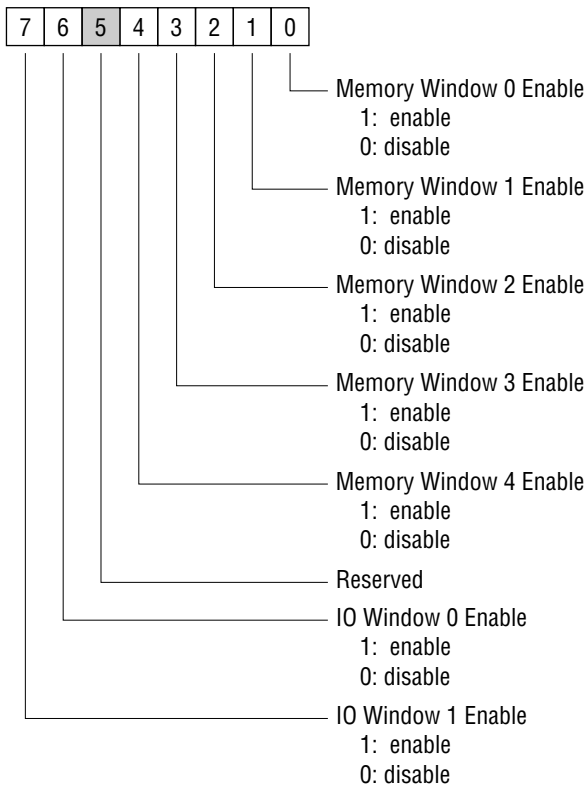 7 6 5 4 3 2 1 0
Memory Window 0 Enable
1: enable
0: disable
Memory Window 1 Enable
1: enable
0: disable
Memory Window 2 Enable
1: enable
0: disable
Memory Window 3 Enable
1: enable
0: disable
Memory Window 4 Enable
1: enable
0: disable
Reserved
IO Window 0 Enable
1: enable
0: disable
IO Window 1 Enable
1: enable
0: disable